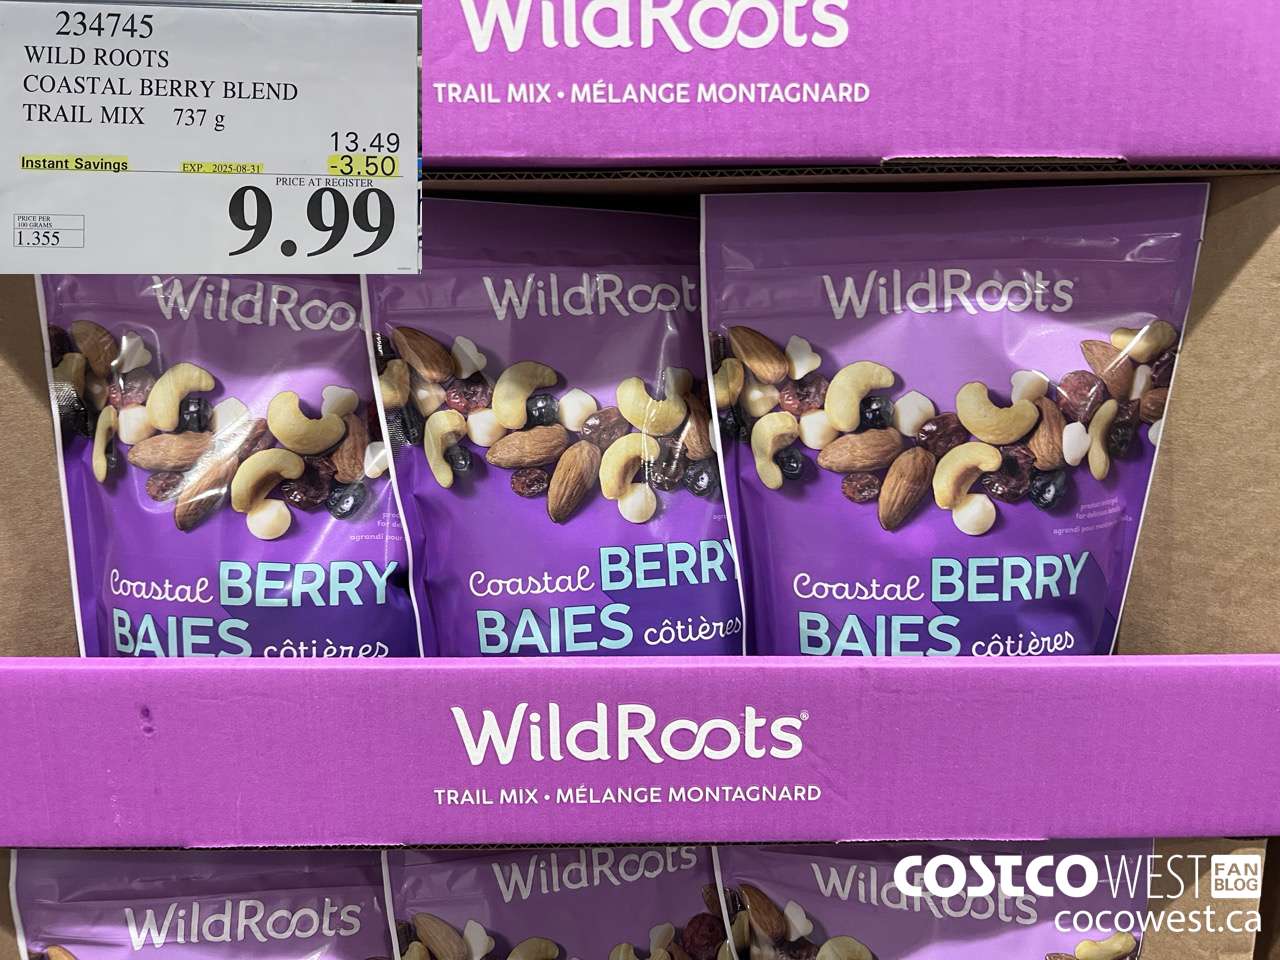 234745
WILD ROOTS
COASTAL BERRY BLEND
TRAIL MIX 737 g
13.49
Instant Savings EXP. 2025-08-31 -3.50
PRICE AT REGISTER
9.99
PRICE PER
100 GRAMS
1.355
WildRoots
TRAIL MIX • MÉLANGE MONTAGNARD
WildRoo
WildRoot
WildRoots
Coastal BERRY
BAIES côtières
Coastal BERRY
BAIES côtières
Coastal BERRY
BAIES côtières
WildRoots®
TRAIL MIX • MÉLANGE MONTAGNARD
WildRoots
WildRoots
WildRoots
COSTCO WEST FAN BLOG
cocowest.ca